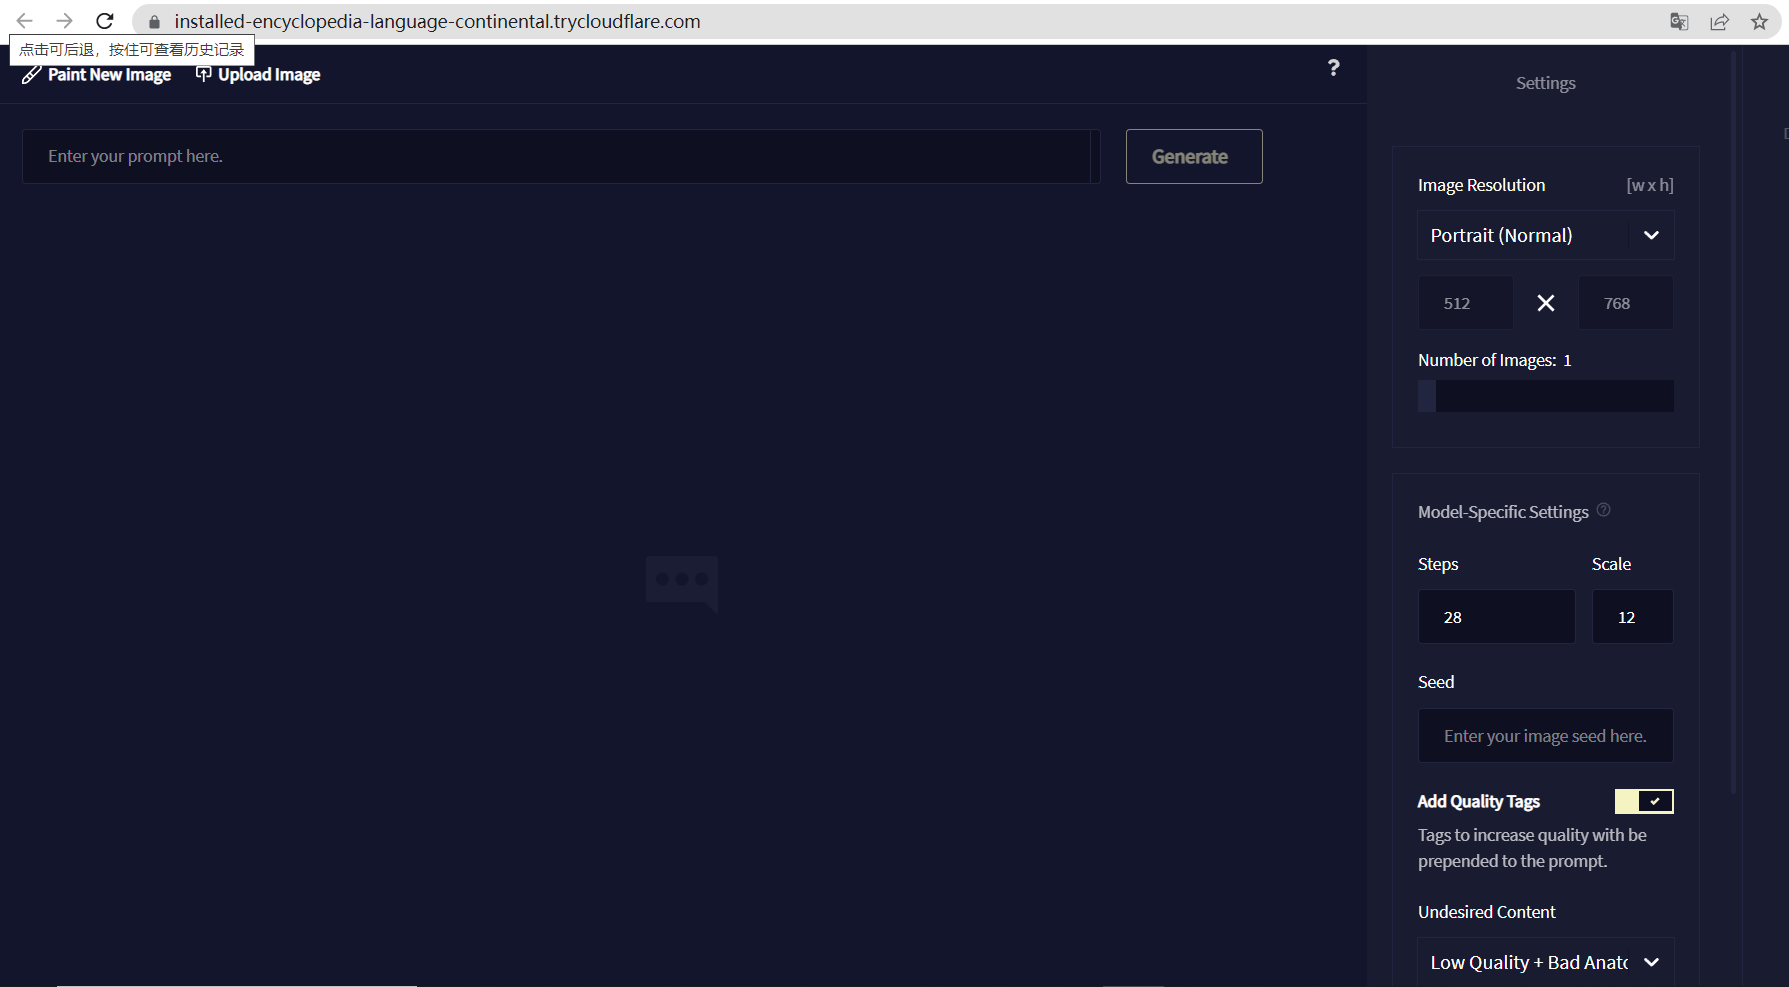 installed-encyclopedia-language-continental.trycloudflare.com
点击可后退，按住可查看历史记录
Paint New Image
Upload Image
?
Enter your prompt here.
Generate
Settings
Image Resolution
[w x h]
Portrait (Normal)
512
768
Number of Images: 1
Model-Specific Settings
Steps
Scale
28
12
Seed
Enter your image seed here.
Add Quality Tags
Tags to increase quality with be
prepended to the prompt.
Undesired Content
Low Quality + Bad Anato